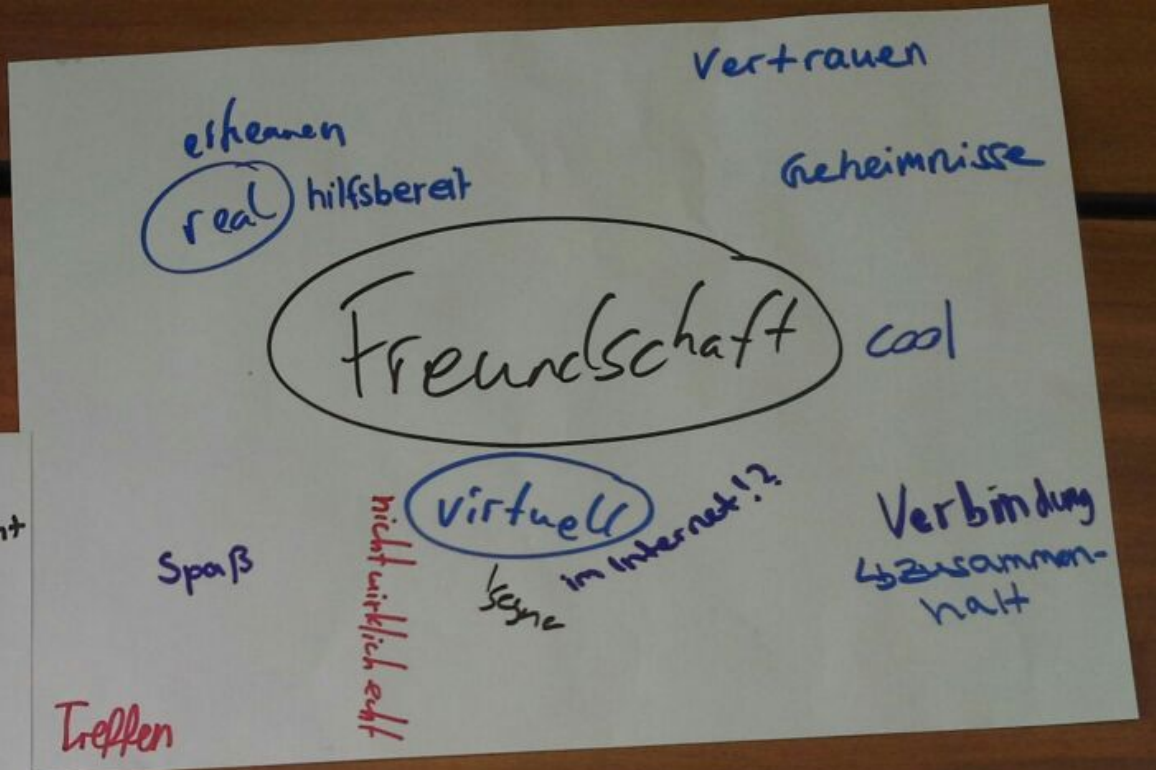 Vertrauen
erkennen
Geheimnisse
real hilfsbereit
Freundschaft
cool
virtuell
im Internet!?
nicht wirklich echt
Verbindung
↳ zusammen-
halt
Spaß
Treffen